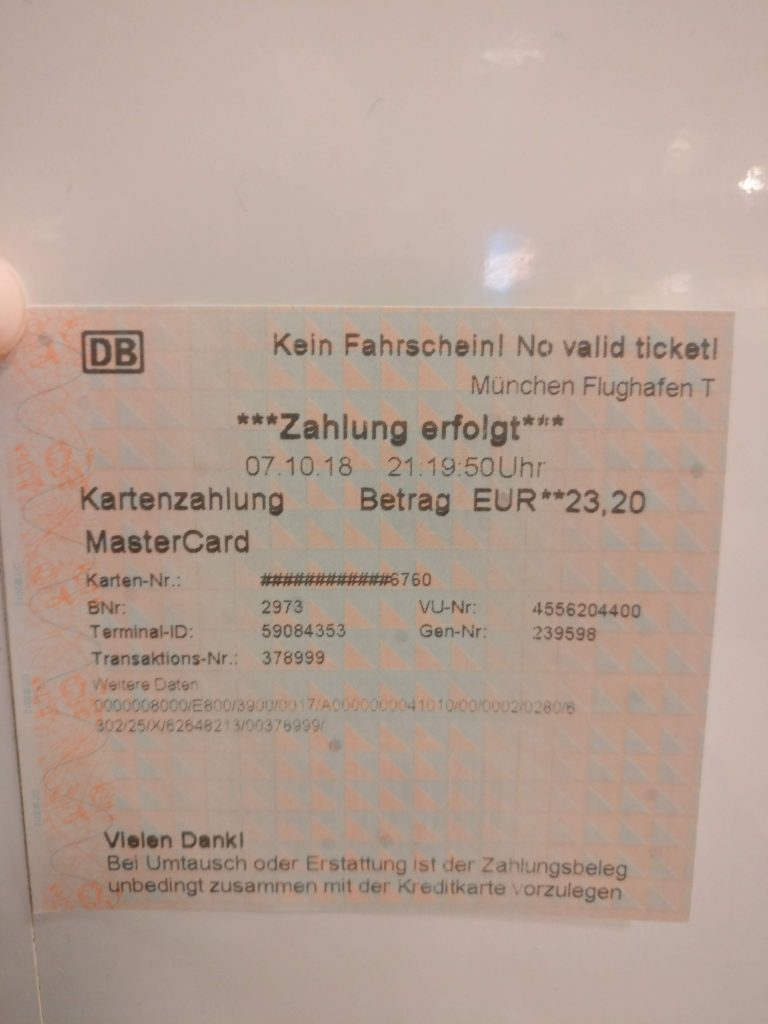 DB
Kein Fahrschein! No valid ticket!
München Flughafen T
***Zahlung erfolgt***
07.10.18 21:19:50Uhr
Kartenzahlung Betrag EUR**23,20
MasterCard
Karten-Nr.: ############6760
BNr: 2973 VU-Nr: 4556204400
Terminal-ID: 59084353 Gen-Nr: 239598
Transaktions-Nr.: 378999
Weitere Daten
0000008000/E800/3900/0017/A0000000041010/00/0002/0280/6
302/25/X/62648213/00378999/
Vielen Dank!
Bei Umtausch oder Erstattung ist der Zahlungsbeleg
unbedingt zusammen mit der Kreditkarte vorzulegen